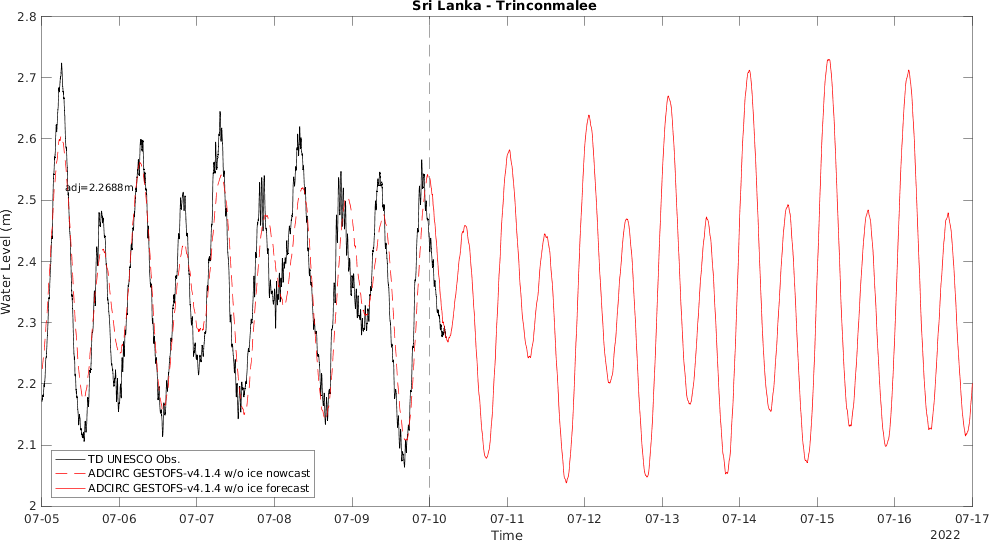 Sri Lanka - Trinconmalee
2.8
2.7
2.6
2.5
2.4
2.3
2.2
2.1
2
Water Level (m)
adj=2.2688m
TD UNESCO Obs.
ADCIRC GESTOFS-v4.1.4 w/o ice nowcast
ADCIRC GESTOFS-v4.1.4 w/o ice forecast
07-05 07-06 07-07 07-08 07-09 07-10 07-11 07-12 07-13 07-14 07-15 07-16 07-17
Time
2022